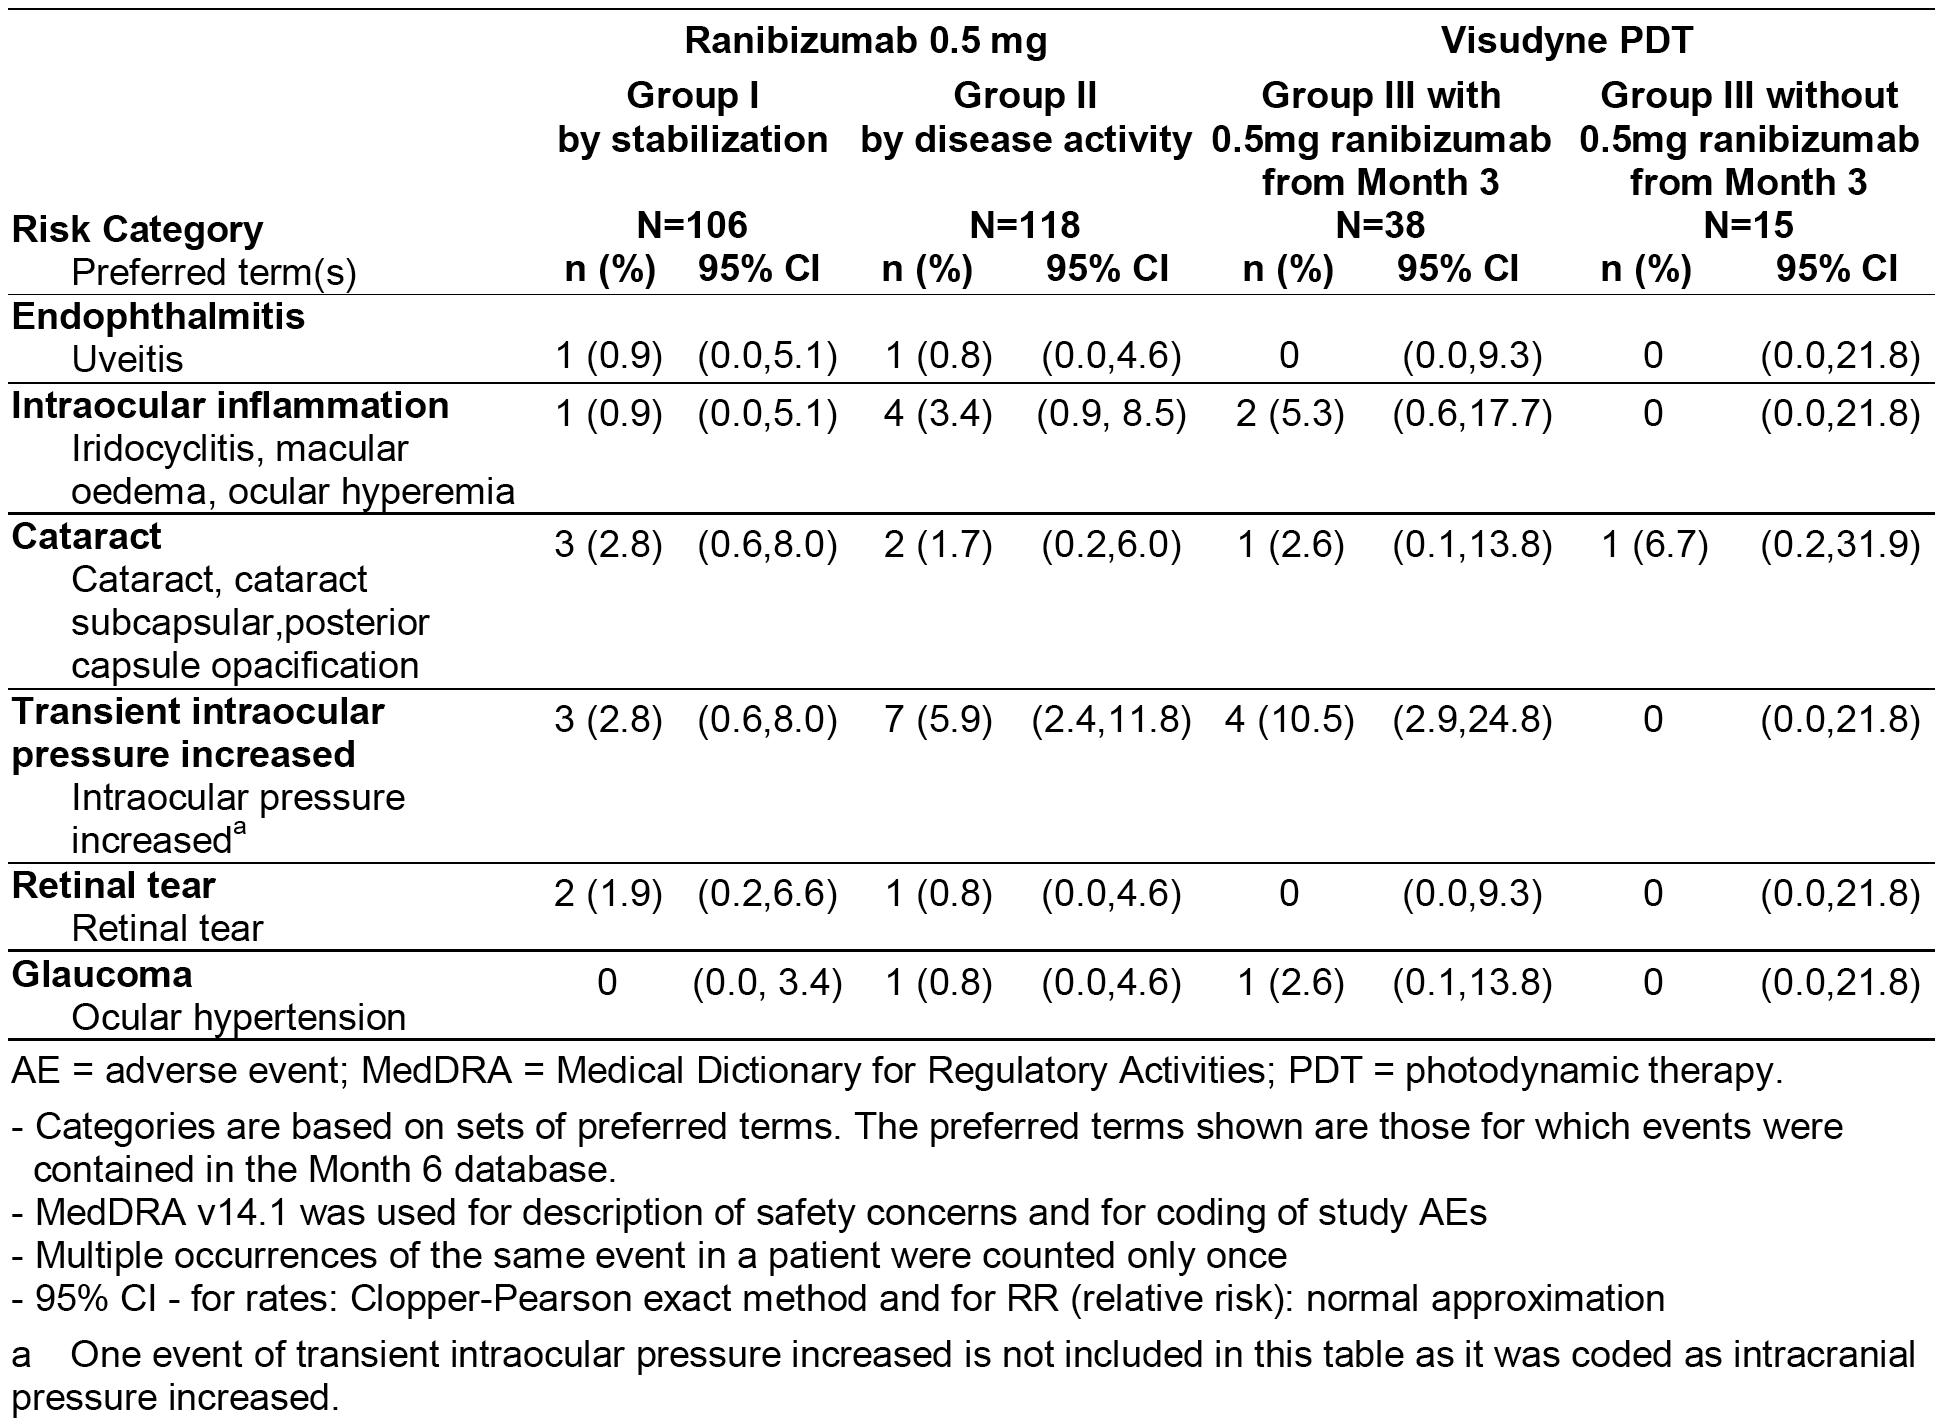 Ranibizumab 0.5 mg Visudyne PDT
Group I Group II Group III with Group III without
by stabilization by disease activity 0.5mg ranibizumab 0.5mg ranibizumab
from Month 3 from Month 3
Risk Category N=106 N=118 N=38 N=15
Preferred term(s) n (%) 95% CI n (%) 95% CI n (%) 95% CI n (%) 95% CI
Endophthalmitis
Uveitis 1 (0.9) (0.0,5.1) 1 (0.8) (0.0,4.6) 0 (0.0,9.3) 0 (0.0,21.8)
Intraocular inflammation 1 (0.9) (0.0,5.1) 4 (3.4) (0.9, 8.5) 2 (5.3) (0.6,17.7) 0 (0.0,21.8)
Iridocyclitis, macular
oedema, ocular hyperemia
Cataract 3 (2.8) (0.6,8.0) 2 (1.7) (0.2,6.0) 1 (2.6) (0.1,13.8) 1 (6.7) (0.2,31.9)
Cataract, cataract
subcapsular,posterior
capsule opacification
Transient intraocular 3 (2.8) (0.6,8.0) 7 (5.9) (2.4,11.8) 4 (10.5) (2.9,24.8) 0 (0.0,21.8)
pressure increased
Intraocular pressure
increased^a
Retinal tear 2 (1.9) (0.2,6.6) 1 (0.8) (0.0,4.6) 0 (0.0,9.3) 0 (0.0,21.8)
Retinal tear
Glaucoma 0 (0.0, 3.4) 1 (0.8) (0.0,4.6) 1 (2.6) (0.1,13.8) 0 (0.0,21.8)
Ocular hypertension
AE = adverse event; MedDRA = Medical Dictionary for Regulatory Activities; PDT = photodynamic therapy.
- Categories are based on sets of preferred terms. The preferred terms shown are those for which events were
contained in the Month 6 database.
- MedDRA v14.1 was used for description of safety concerns and for coding of study AEs
- Multiple occurrences of the same event in a patient were counted only once
- 95% CI - for rates: Clopper-Pearson exact method and for RR (relative risk): normal approximation
a One event of transient intraocular pressure increased is not included in this table as it was coded as intracranial
pressure increased.